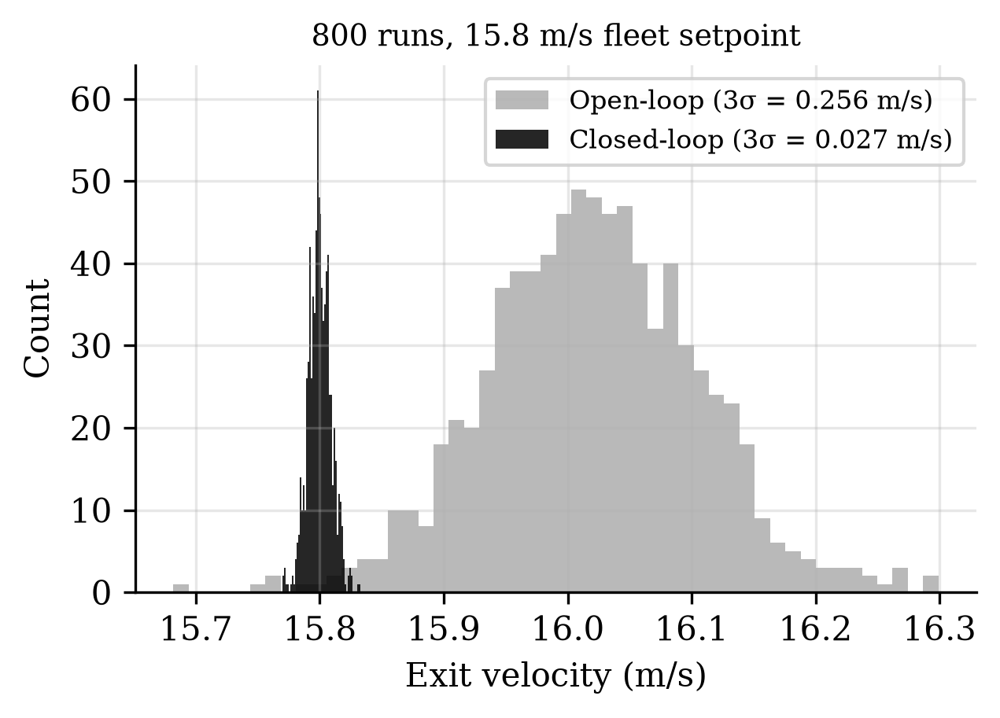 800 runs, 15.8 m/s fleet setpoint
Open-loop (3σ = 0.256 m/s)
Closed-loop (3σ = 0.027 m/s)
60
50
40
30
20
10
0
Count
15.7 15.8 15.9 16.0 16.1 16.2 16.3
Exit velocity (m/s)